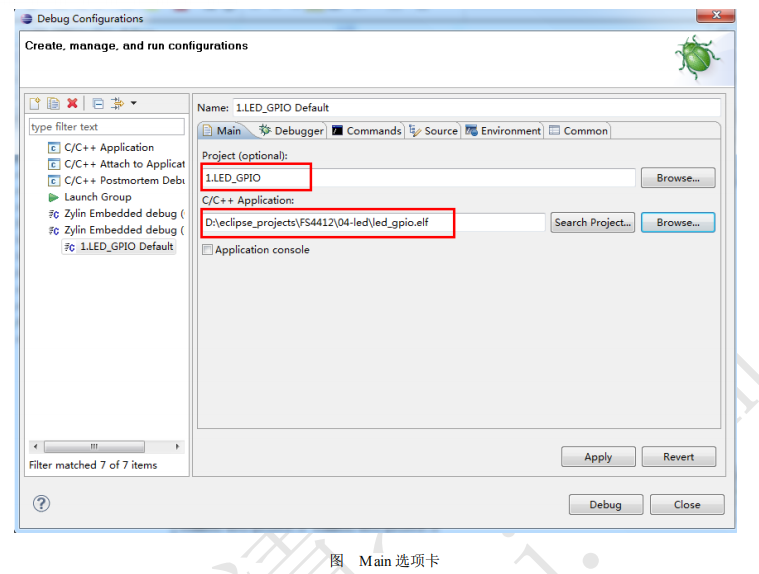 Debug Configurations
Create, manage, and run configurations
type filter text
C/C++ Application
C/C++ Attach to Applicat
C/C++ Postmortem Debu
Launch Group
Zylin Embedded debug (
Zylin Embedded debug (
1.LED_GPIO Default
Filter matched 7 of 7 items
Name: 1.LED_GPIO Default
Main Debugger Commands Source Environment Common
Project (optional):
1.LED_GPIO Browse...
C/C++ Application:
D:\eclipse_projects\FS4412\04-led\led_gpio.elf Search Project... Browse...
Application console
Apply Revert
Debug Close
图 Main 选项卡